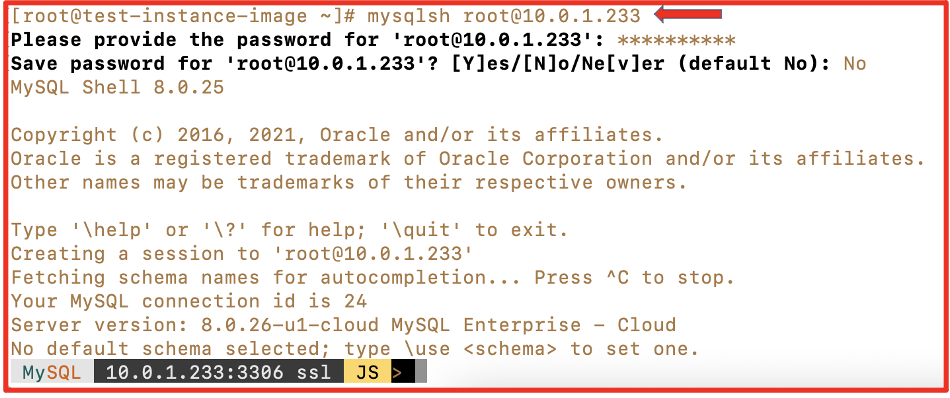 [root@test-instance-image ~]# mysqlsh root@10.0.1.233
Please provide the password for 'root@10.0.1.233': **********
Save password for 'root@10.0.1.233'? [Y]es/[N]o/Ne[v]er (default No): No
MySQL Shell 8.0.25
Copyright (c) 2016, 2021, Oracle and/or its affiliates.
Oracle is a registered trademark of Oracle Corporation and/or its affiliates.
Other names may be trademarks of their respective owners.
Type '\help' or '\?' for help; '\quit' to exit.
Creating a session to 'root@10.0.1.233'
Fetching schema names for autocompletion... Press ^C to stop.
Your MySQL connection id is 24
Server version: 8.0.26-u1-cloud MySQL Enterprise - Cloud
No default schema selected; type \use <schema> to set one.
MySQL 10.0.1.233:3306 ssl JS >